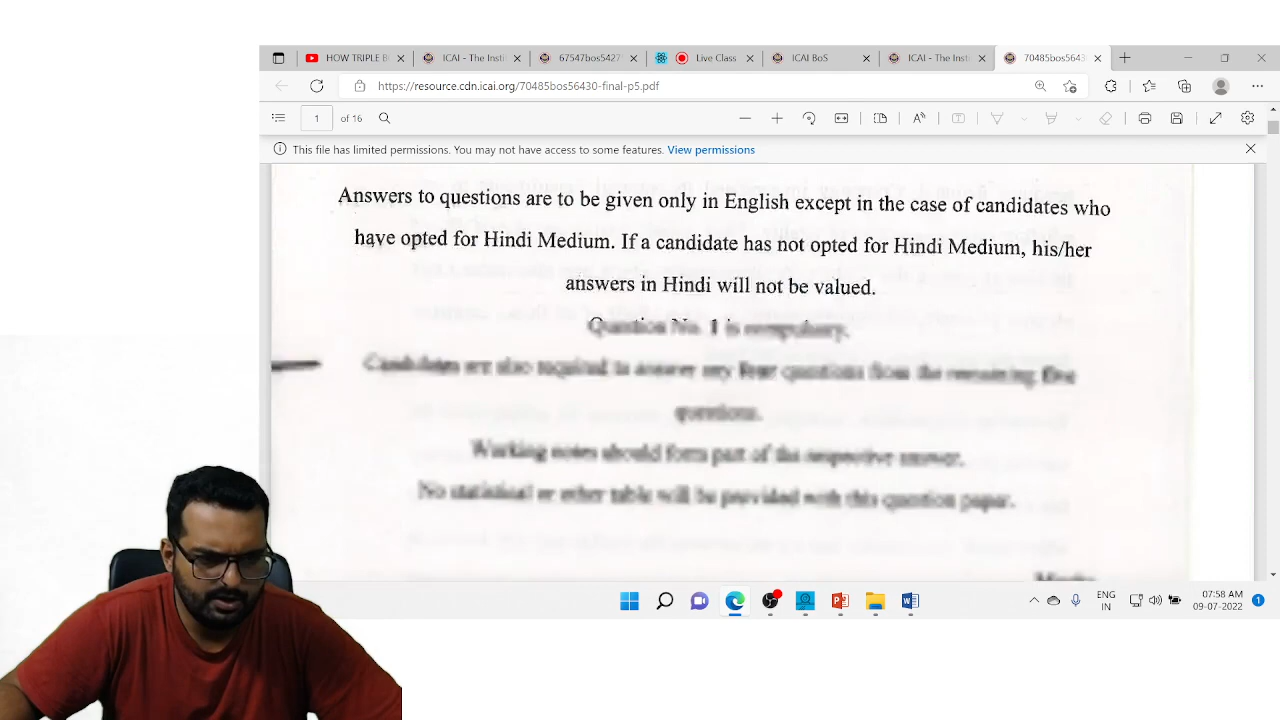 HOW TRIPLE B
ICAI - The Insti
67547bos5427
Live Class
ICAI BoS
ICAI - The Insti
70485bos5643
https://resource.cdn.icai.org/70485bos56430-final-p5.pdf
1 of 16
This file has limited permissions. You may not have access to some features. View permissions
Answers to questions are to be given only in English except in the case of candidates who
have opted for Hindi Medium. If a candidate has not opted for Hindi Medium, his/her
answers in Hindi will not be valued.
Question No. 1 is compulsory.
Candidates are also required to answer any four questions from the remaining five
questions.
Working notes should form part of the respective answer.
No statistical or other table will be provided with this question paper.
Marks
ENG
IN
07:58 AM
09-07-2022
1